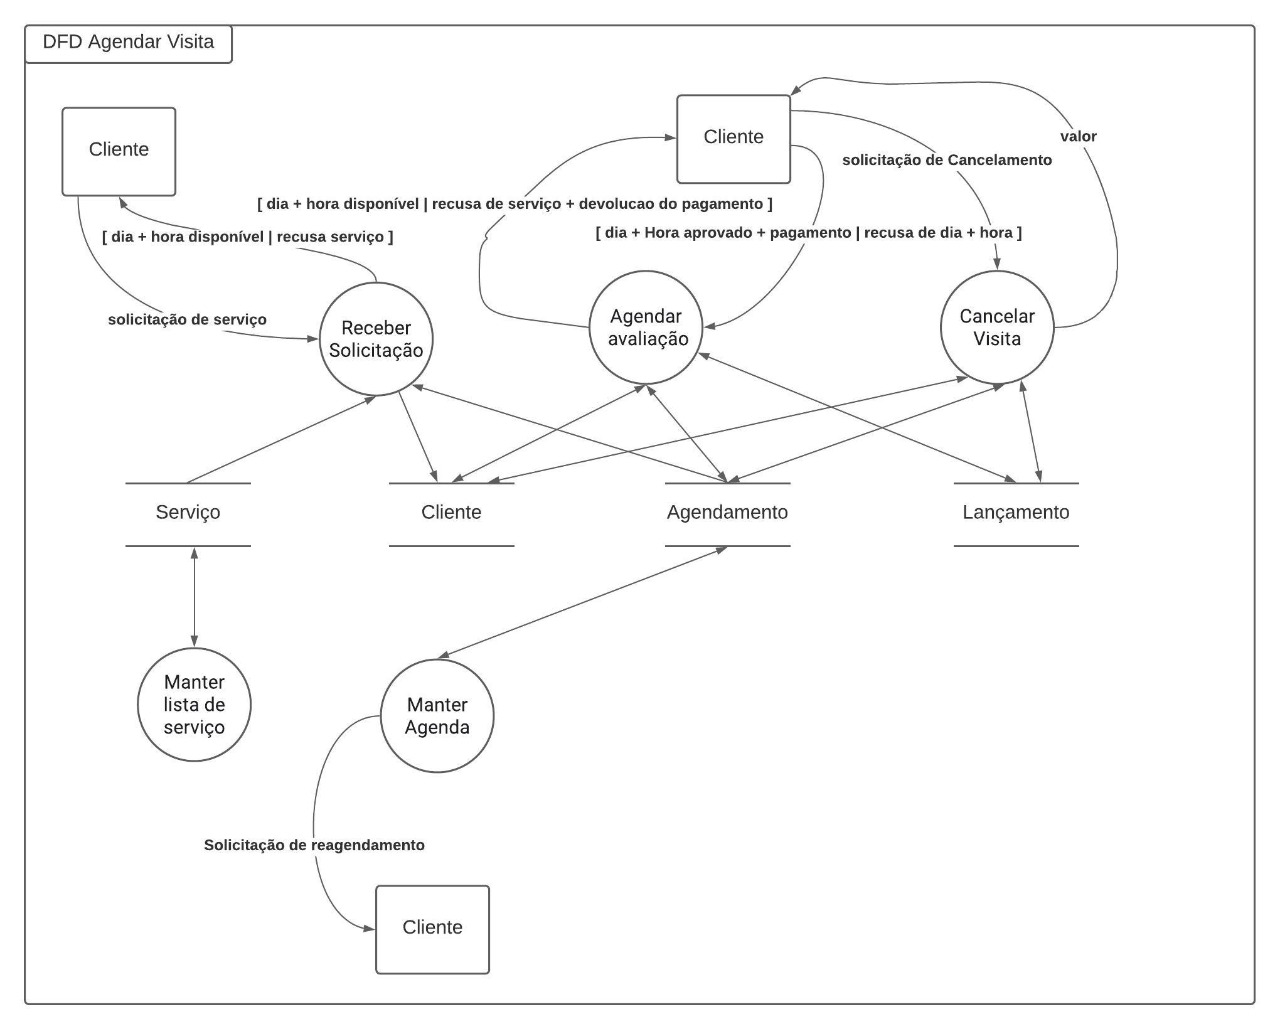 DFD Agendar Visita
Cliente
Cliente
valor
solicitação de Cancelamento
[ dia + hora disponível | recusa de serviço + devolucao do pagamento ]
[ dia + hora disponível | recusa serviço ]
[ dia + Hora aprovado + pagamento | recusa de dia + hora ]
solicitação de serviço
Receber
Solicitação
Agendar
avaliação
Cancelar
Visita
Serviço
Cliente
Agendamento
Lançamento
Manter
lista de
serviço
Manter
Agenda
Solicitação de reagendamento
Cliente